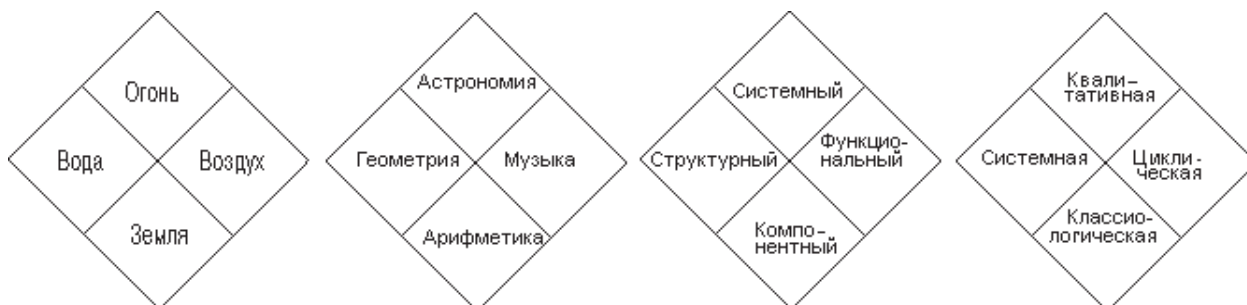 Огонь
Вода
Воздух
Земля
Астрономия
Геометрия
Музыка
Арифметика
Системный
Структурный
Функцио-
нальный
Компо-
нентный
Квали-
тативная
Системная
Цикли-
ческая
Классио-
логическая